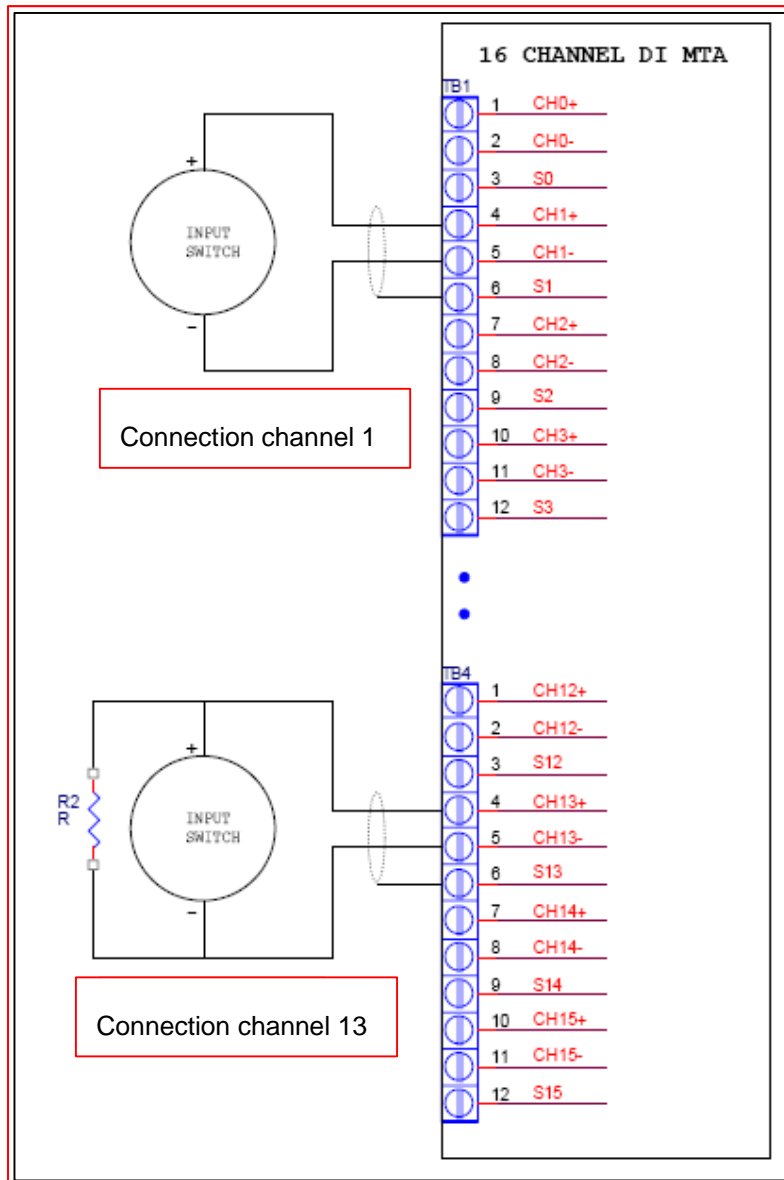 16 CHANNEL DI MTA
TB1
1 CH0+
2 CH0-
3 S0
4 CH1+
5 CH1-
6 S1
7 CH2+
8 CH2-
9 S2
10 CH3+
11 CH3-
12 S3
+
INPUT
SWITCH
-
Connection channel 1
TB4
1 CH12+
2 CH12-
3 S12
4 CH13+
5 CH13-
6 S13
7 CH14+
8 CH14-
9 S14
10 CH15+
11 CH15-
12 S15
+
R2
R
INPUT
SWITCH
-
Connection channel 13